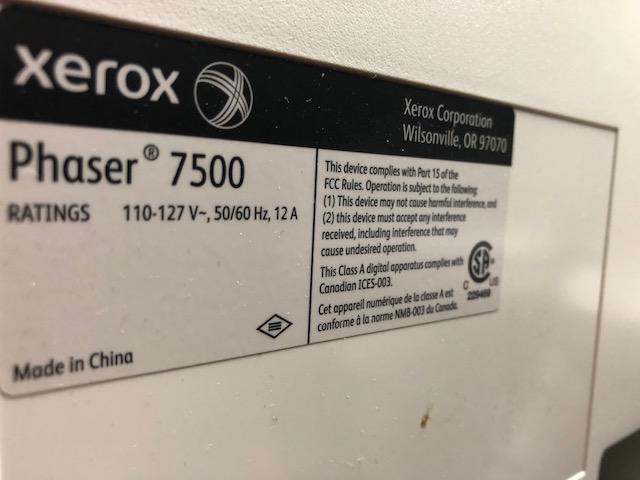 xerox
Xerox Corporation
Wilsonville, OR 97070
Phaser® 7500
RATINGS 110-127 V~, 50/60 Hz, 12 A
Made in China
This device complies with Part 15 of the
FCC Rules. Operation is subject to the following:
(1) This device may not cause harmful interference, and
(2) this device must accept any interference
received, including interference that may
cause undesired operation.
This Class A digital apparatus complies with
Canadian ICES-003.
Cet appareil numérique de la classe A est
conforme à la norme NMB-003 du Canada.
SA®
C US
229469